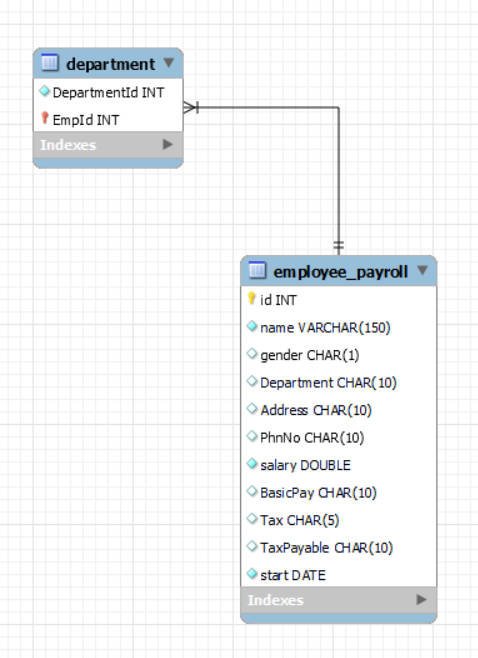 department
DepartmentId INT
EmpId INT
Indexes
employee_payroll
id INT
name VARCHAR(150)
gender CHAR(1)
Department CHAR(10)
Address CHAR(10)
PhnNo CHAR(10)
salary DOUBLE
BasicPay CHAR(10)
Tax CHAR(5)
TaxPayable CHAR(10)
start DATE
Indexes